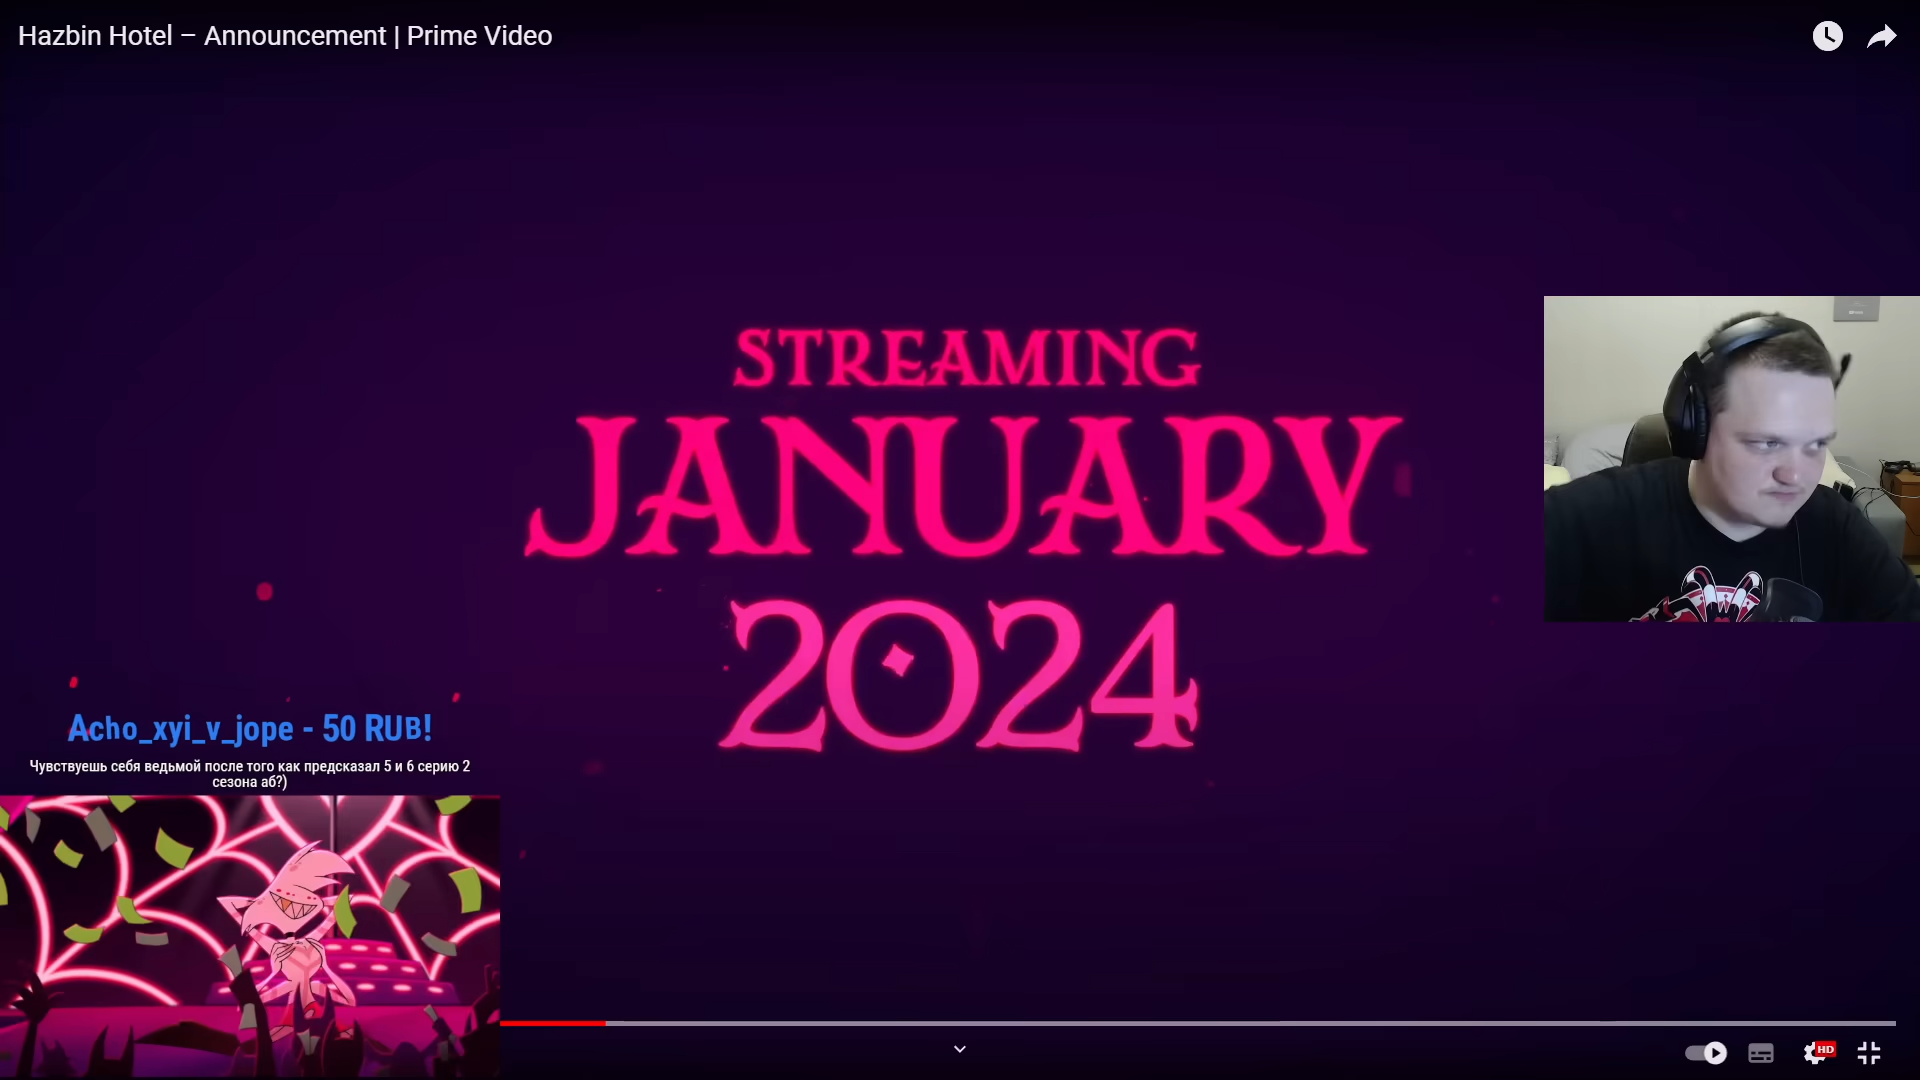 Hazbin Hotel – Announcement | Prime Video
STREAMING
JANUARY
2024
Acho_xyi_v_jope - 50 RUB!
Чувствуешь себя ведьмой после того как предсказал 5 и 6 серию 2
сезона аб?)
HD